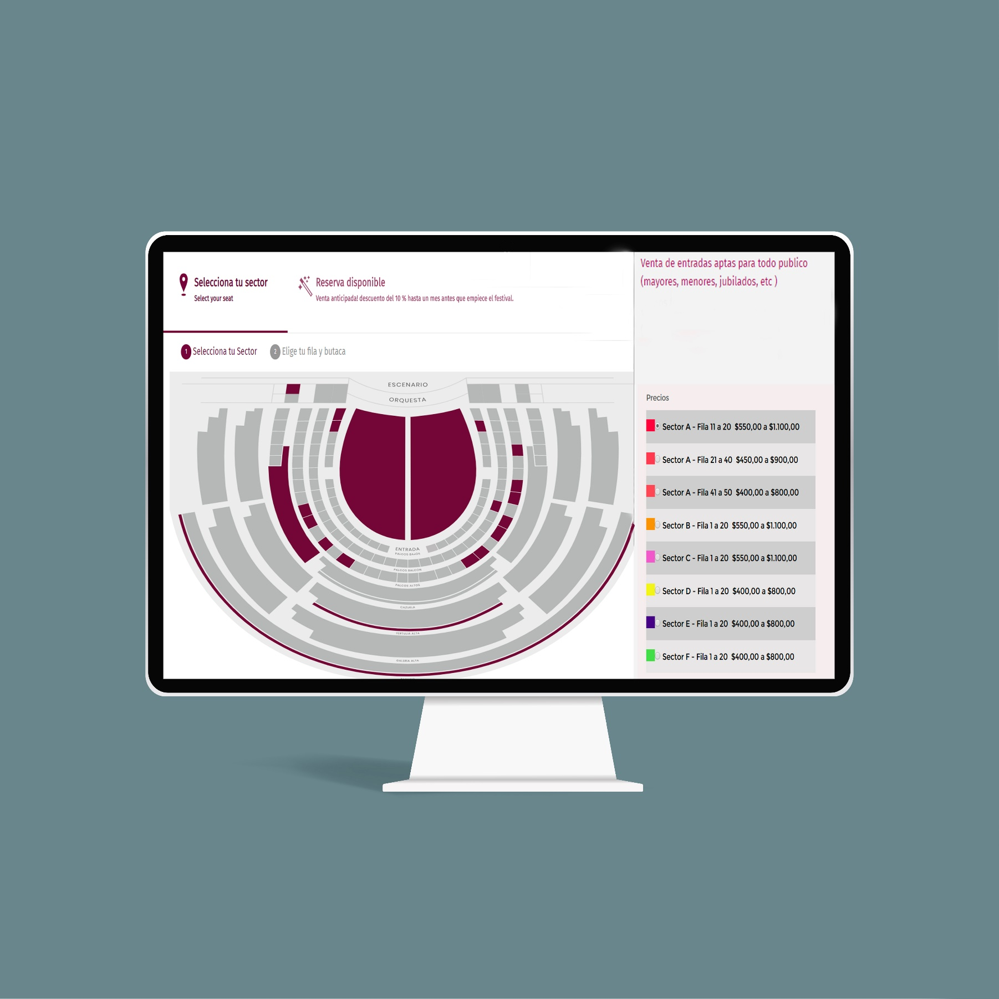 Selecciona tu sector
Select your seat
Reserva disponible
Venta anticipada! descuento del 10 % hasta un mes antes que empiece el festival.
1 Selecciona tu Sector
2 Elige tu fila y butaca
ESCENARIO
ORQUESTA
ENTRADA
PALCOS BAJOS
PALCOS BALCON
PALCOS ALTOS
CAZUELA
TERTULIA ALTA
GALERIA ALTA
Venta de entradas aptas para todo publico
(mayores, menores, jubilados, etc )
Precios
Sector A - Fila 11 a 20 $550,00 a $1.100,00
Sector A - Fila 21 a 40 $450,00 a $900,00
Sector A - Fila 41 a 50 $400,00 a $800,00
Sector B - Fila 1 a 20 $550,00 a $1.100,00
Sector C - Fila 1 a 20 $550,00 a $1.100,00
Sector D - Fila 1 a 20 $400,00 a $800,00
Sector E - Fila 1 a 20 $400,00 a $800,00
Sector F - Fila 1 a 20 $400,00 a $800,00